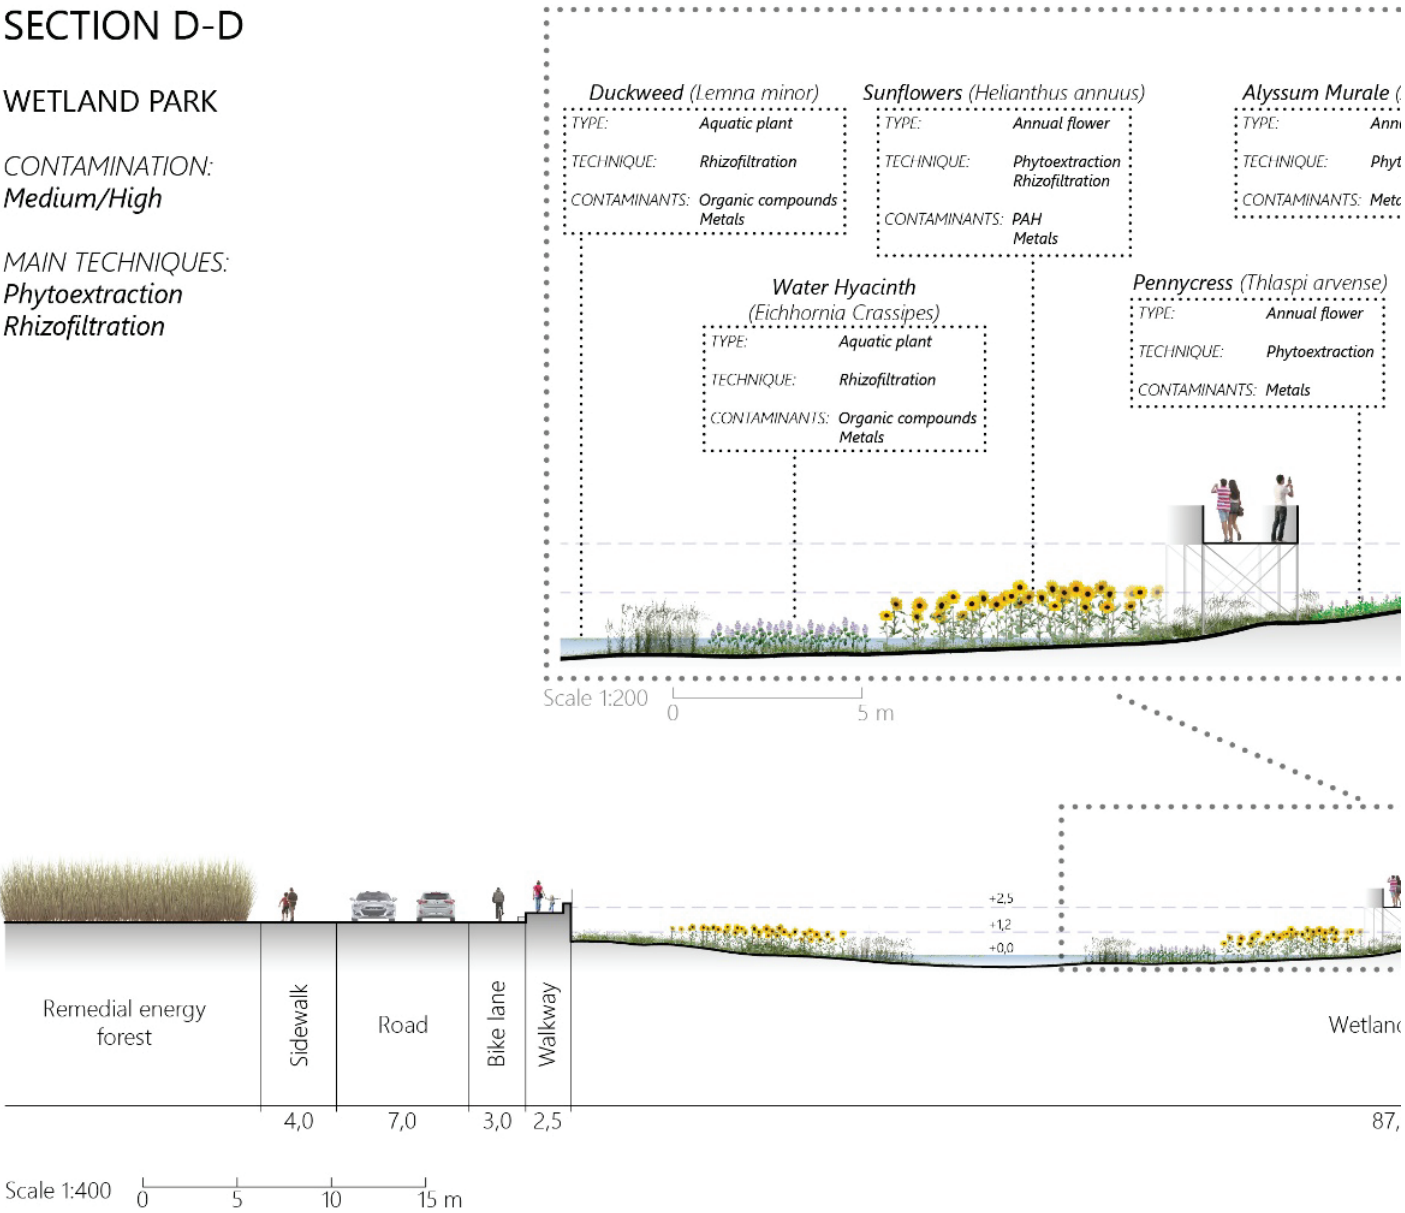 SECTION D-D
WETLAND PARK
CONTAMINATION:
Medium/High
MAIN TECHNIQUES:
Phytoextraction
Rhizofiltration
Duckweed (Lemna minor)
TYPE: Aquatic plant
TECHNIQUE: Rhizofiltration
CONTAMINANTS: Organic compounds
Metals
Sunflowers (Helianthus annuus)
TYPE: Annual flower
TECHNIQUE: Phytoextraction
Rhizofiltration
CONTAMINANTS: PAH
Metals
Alyssum Murale (
TYPE: Ann
TECHNIQUE: Phyt
CONTAMINANTS: Meta
Water Hyacinth
(Eichhornia Crassipes)
TYPE: Aquatic plant
TECHNIQUE: Rhizofiltration
CONTAMINANTS: Organic compounds
Metals
Pennycress (Thlaspi arvense)
TYPE: Annual flower
TECHNIQUE: Phytoextraction
CONTAMINANTS: Metals
Scale 1:200
0 5 m
+2,5
+1,2
+0,0
Remedial energy
forest
Sidewalk
Road
Bike lane
Walkway
Wetland
4,0 7,0 3,0 2,5 87,
Scale 1:400
0 5 10 15 m